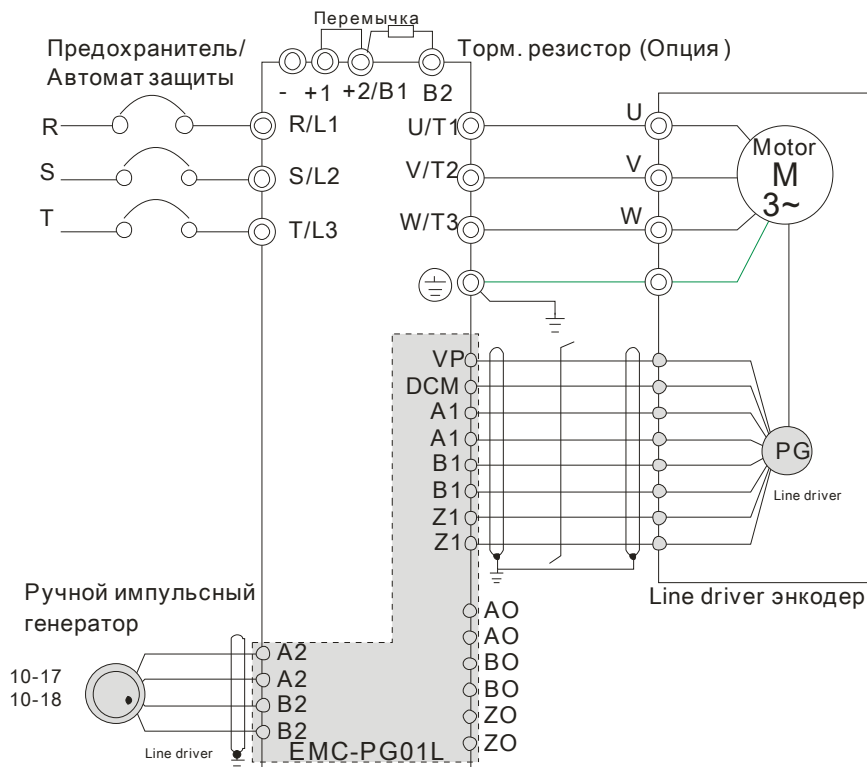 Перемычка
Предохранитель/
Автомат защиты
Торм. резистор (Опция)
- +1 +2/B1 B2
R R/L1 U/T1 U
S S/L2 V/T2 V
T T/L3 W/T3 W
Motor
M
3~
VP
DCM
A1
A1
B1
B1
Z1
Z1
PG
Line driver
Line driver энкодер
Ручной импульсный
генератор
10-17
10-18
A2
A2
B2
B2
Line driver
EMC-PG01L
AO
AO
BO
BO
ZO
ZO